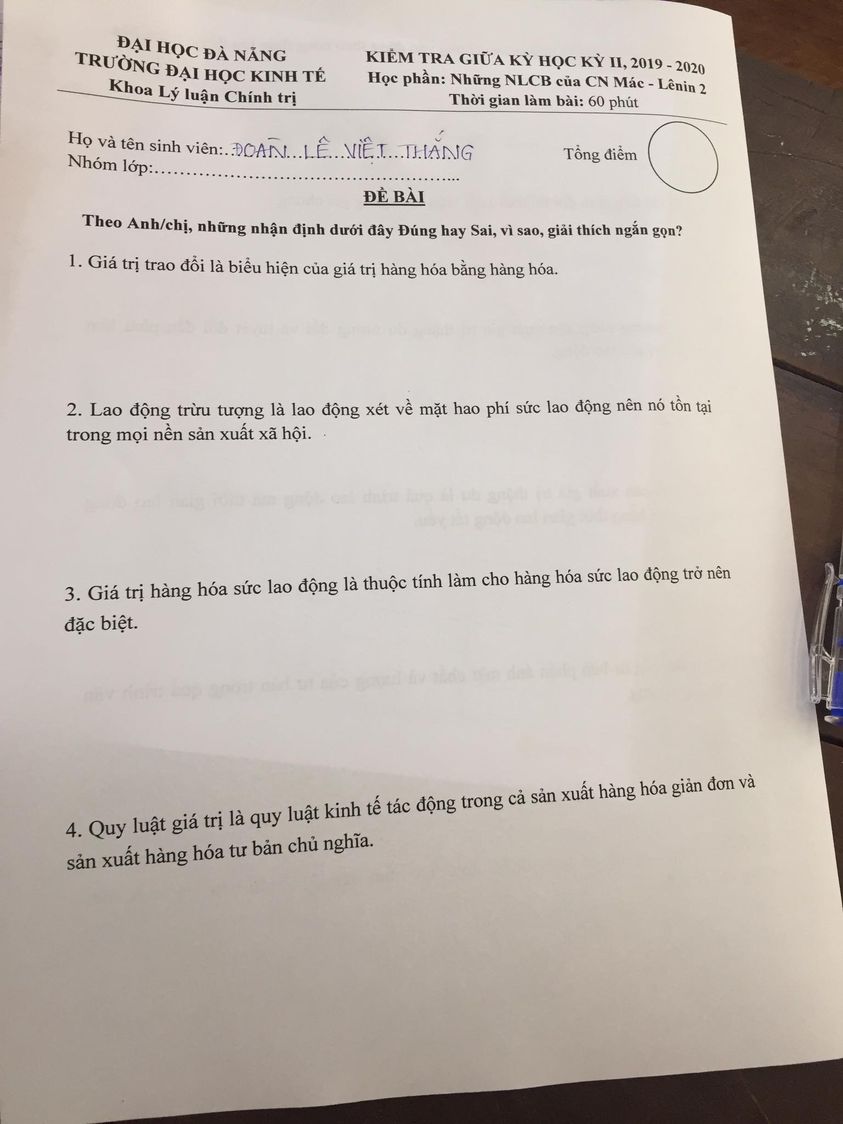 ĐẠI HỌC ĐÀ NẴNG
TRƯỜNG ĐẠI HỌC KINH TẾ
Khoa Lý luận Chính trị
KIỂM TRA GIỮA KỲ HỌC KỲ II, 2019 - 2020
Học phần: Những NLCB của CN Mác - Lênin 2
Thời gian làm bài: 60 phút
Họ và tên sinh viên: ĐOÀN LÊ VIỆT THẮNG
Nhóm lớp:
Tổng điểm
ĐỀ BÀI
Theo Anh/chị, những nhận định dưới đây Đúng hay Sai, vì sao, giải thích ngắn gọn?
1. Giá trị trao đổi là biểu hiện của giá trị hàng hóa bằng hàng hóa.
2. Lao động trừu tượng là lao động xét về mặt hao phí sức lao động nên nó tồn tại
trong mọi nền sản xuất xã hội.
3. Giá trị hàng hóa sức lao động là thuộc tính làm cho hàng hóa sức lao động trở nên
đặc biệt.
4. Quy luật giá trị là quy luật kinh tế tác động trong cả sản xuất hàng hóa giản đơn và
sản xuất hàng hóa tư bản chủ nghĩa.